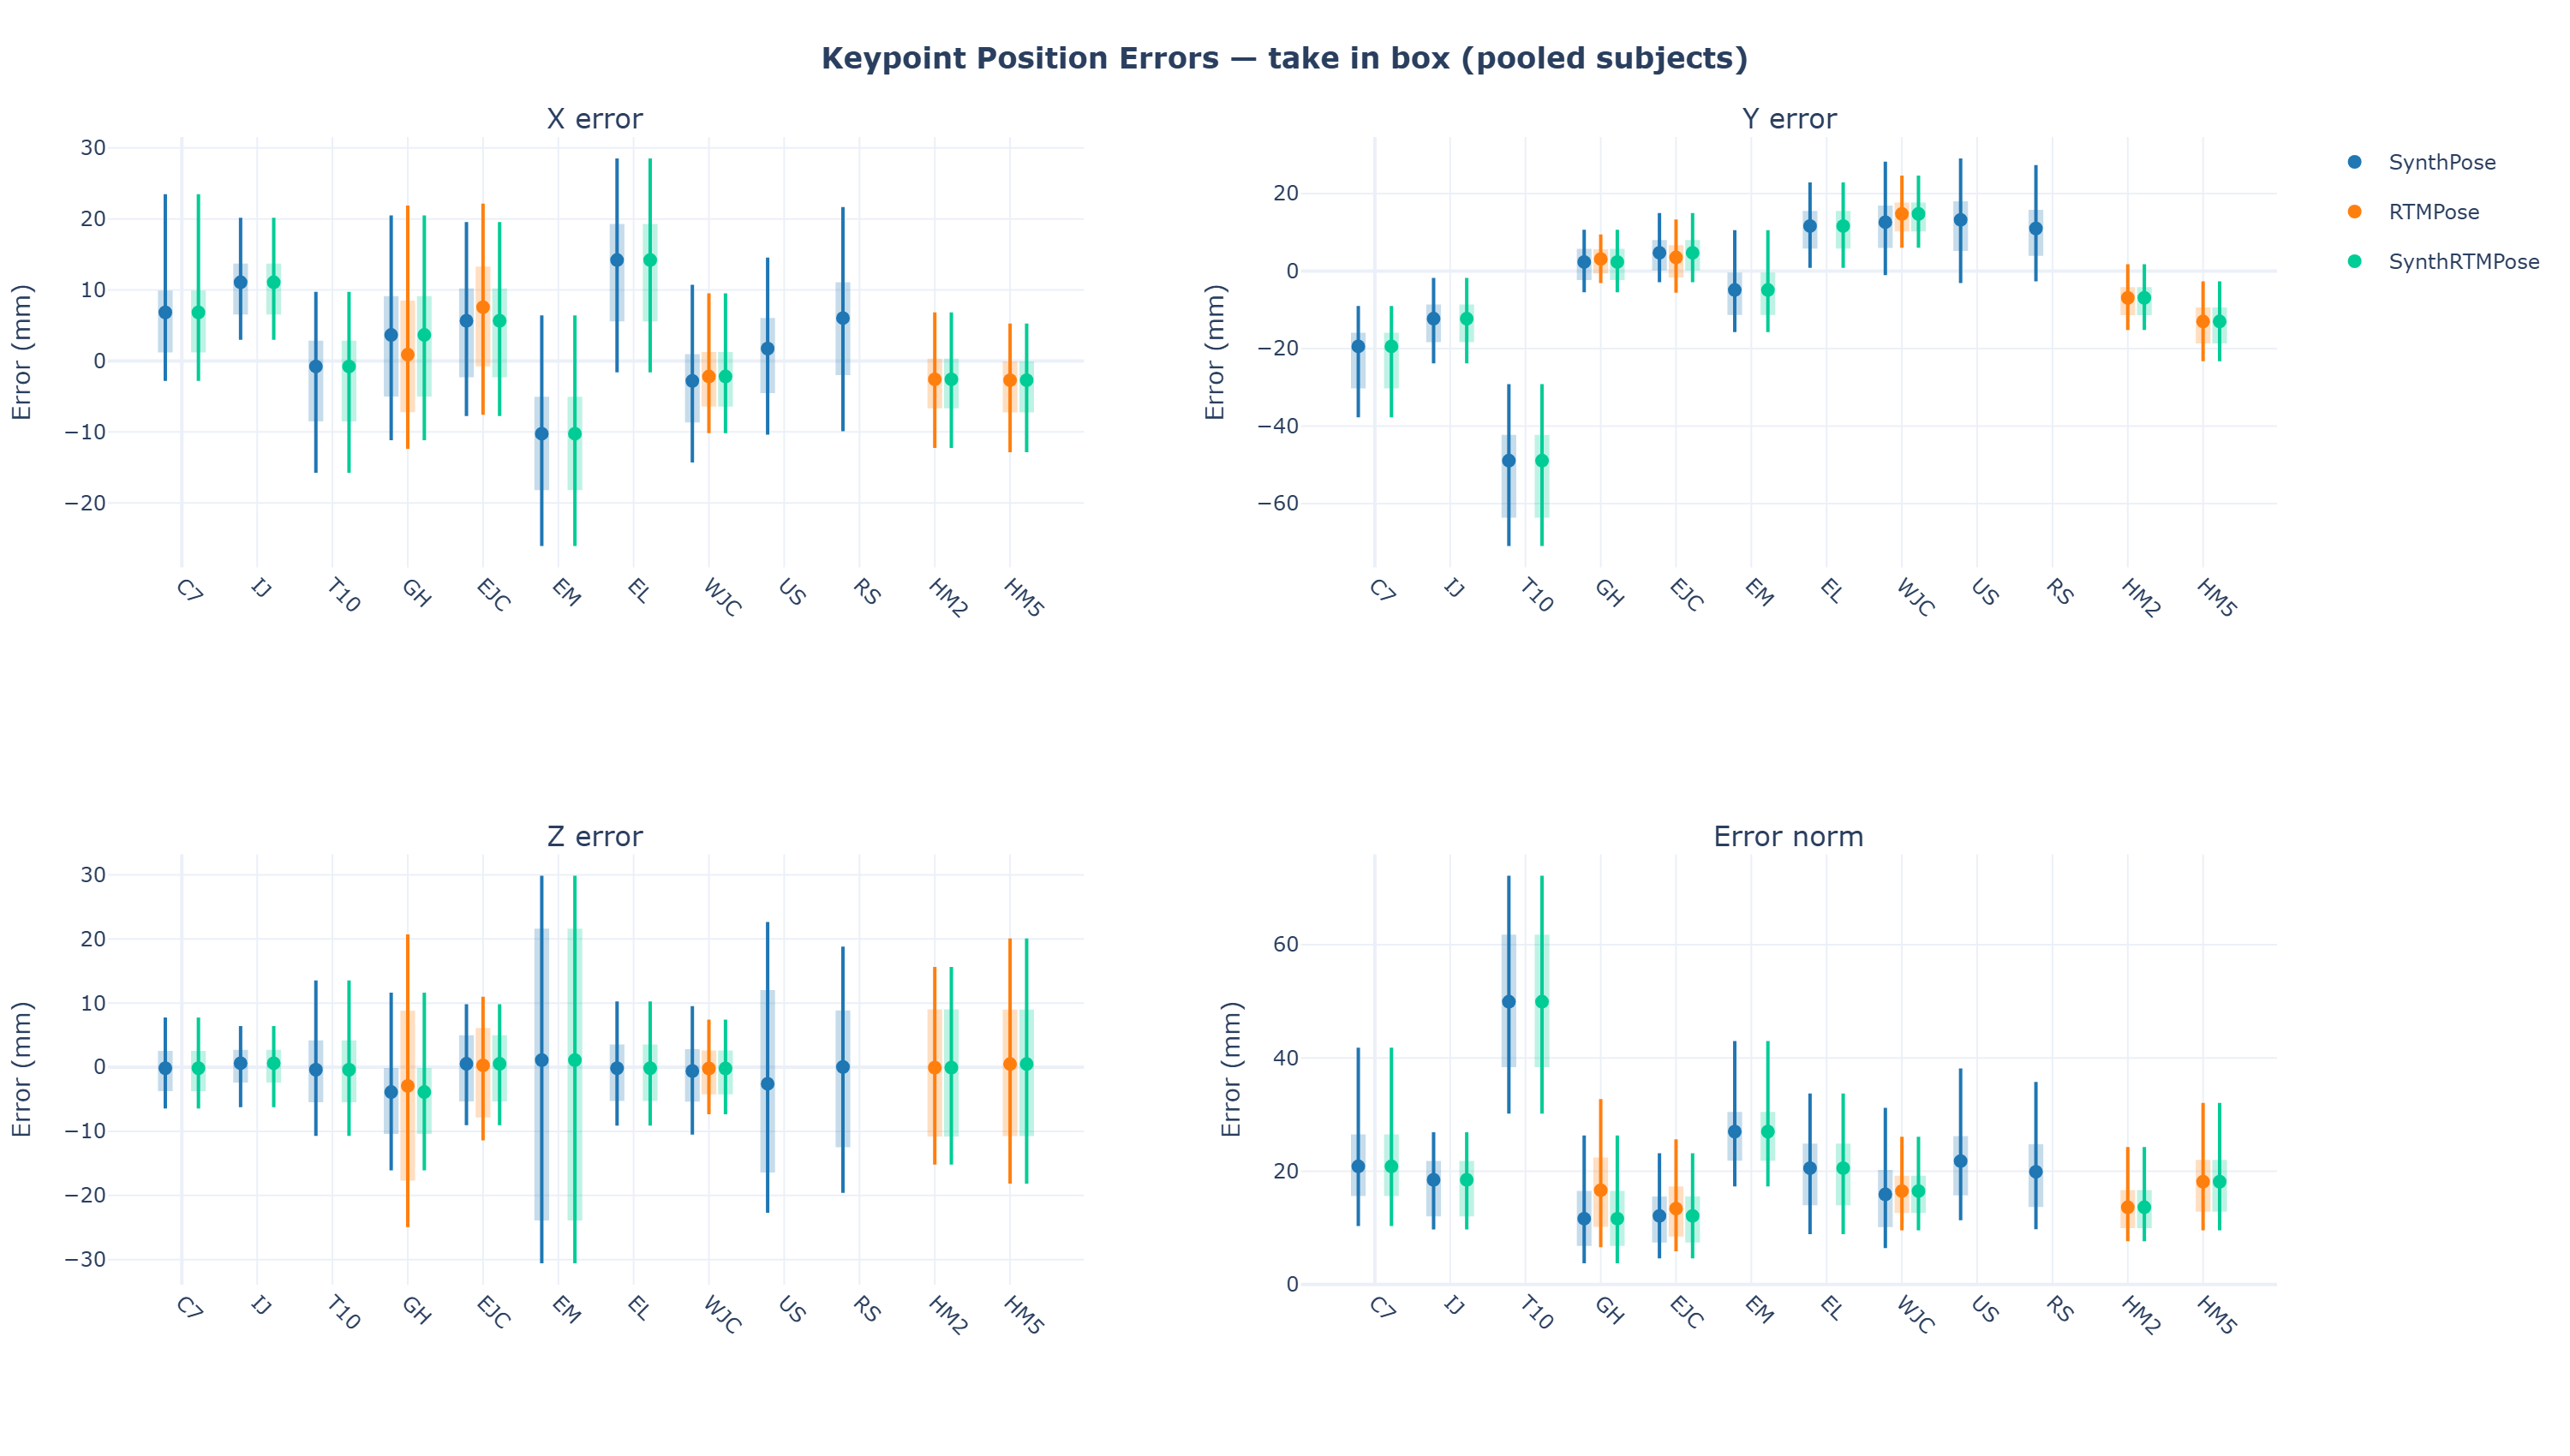 Keypoint Position Errors — take in box (pooled subjects)
X error
Error (mm)
30
20
10
0
−10
−20
C7
IJ
T10
GH
EJC
EM
EL
WJC
US
RS
HM2
HM5
Y error
Error (mm)
20
0
−20
−40
−60
C7
IJ
T10
GH
EJC
EM
EL
WJC
US
RS
HM2
HM5
SynthPose
RTMPose
SynthRTMPose
Z error
Error (mm)
30
20
10
0
−10
−20
−30
C7
IJ
T10
GH
EJC
EM
EL
WJC
US
RS
HM2
HM5
Error norm
Error (mm)
60
40
20
0
C7
IJ
T10
GH
EJC
EM
EL
WJC
US
RS
HM2
HM5